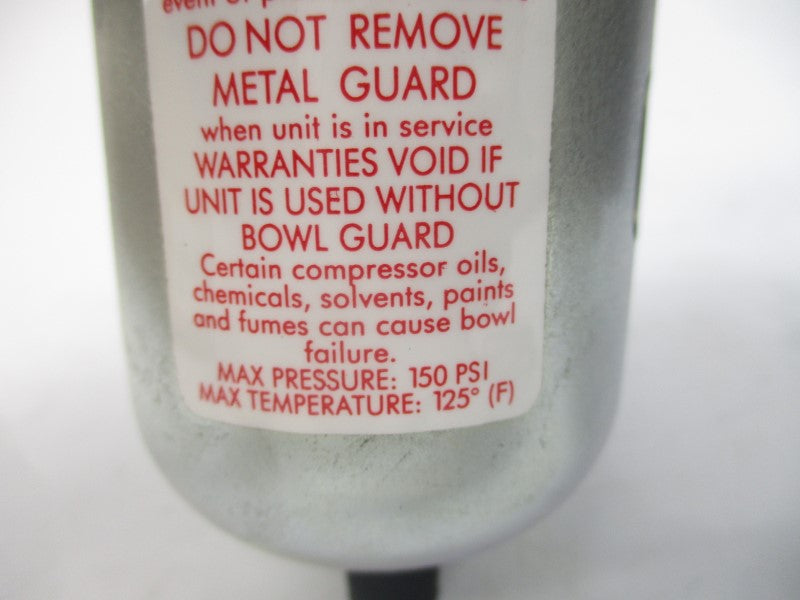 event of
DO NOT REMOVE
METAL GUARD
when unit is in service
WARRANTIES VOID IF
UNIT IS USED WITHOUT
BOWL GUARD
Certain compressor oils,
chemicals, solvents, paints
and fumes can cause bowl
failure.
MAX PRESSURE: 150 PSI
MAX TEMPERATURE: 125° (F)